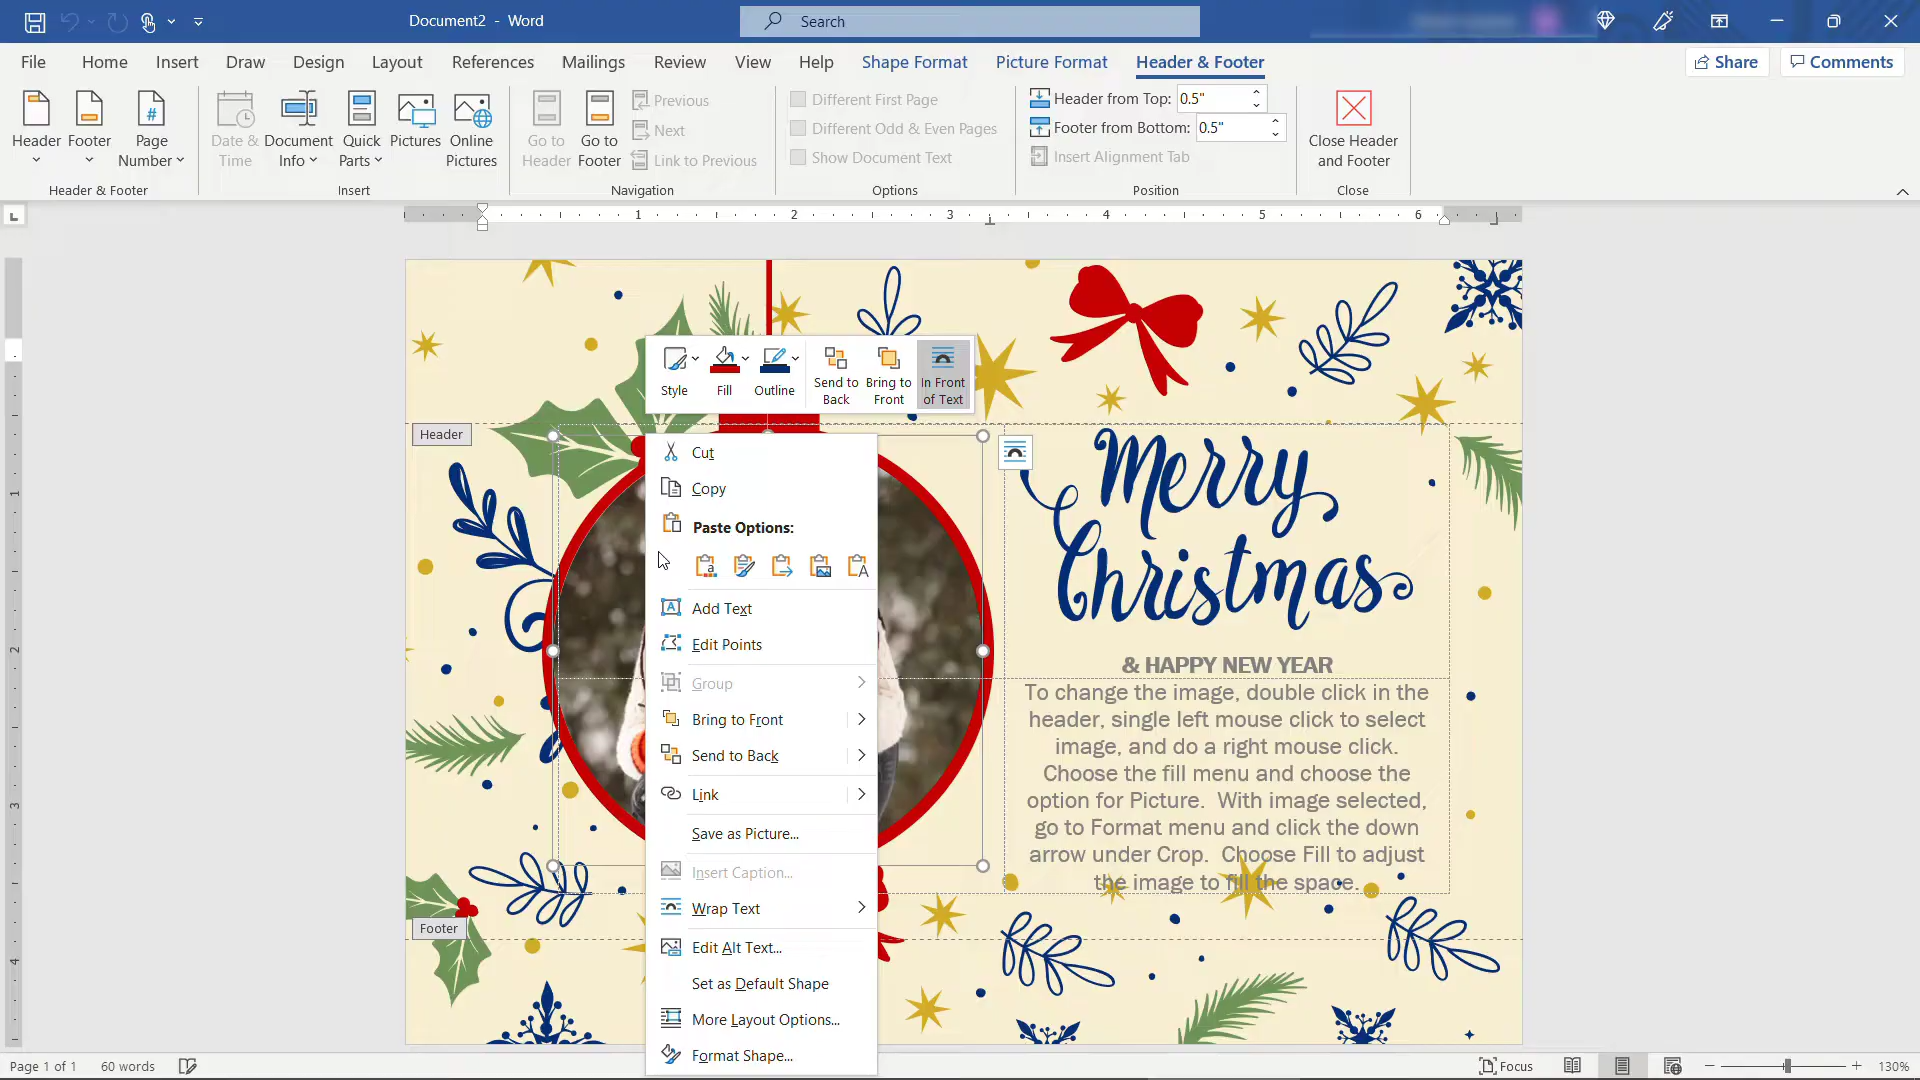 Document2 - Word
Search
File Home Insert Draw Design Layout References Mailings Review View Help Shape Format Picture Format Header & Footer
Share Comments
Header Footer Page Number
Header & Footer
Date & Time Document Info Quick Parts Pictures Online Pictures
Insert
Go to Header Go to Footer
Previous
Next
Link to Previous
Navigation
Different First Page
Different Odd & Even Pages
Show Document Text
Options
Header from Top: 0.5"
Footer from Bottom: 0.5"
Insert Alignment Tab
Position
Close Header and Footer
Close
1 2 3 4 5 6
1
2
3
4
Style Fill Outline Send to Back Bring to Front In Front of Text
Header
Cut
Copy
Paste Options:
Add Text
Edit Points
Group
Bring to Front
Send to Back
Link
Save as Picture...
Insert Caption...
Wrap Text
Edit Alt Text...
Set as Default Shape
More Layout Options...
Format Shape...
Merry
Christmas
& HAPPY NEW YEAR
To change the image, double click in the
header, single left mouse click to select
image, and do a right mouse click.
Choose the fill menu and choose the
option for Picture. With image selected,
go to Format menu and click the down
arrow under Crop. Choose Fill to adjust
the image to fill the space.
Footer
Page 1 of 1 60 words
Focus
130%